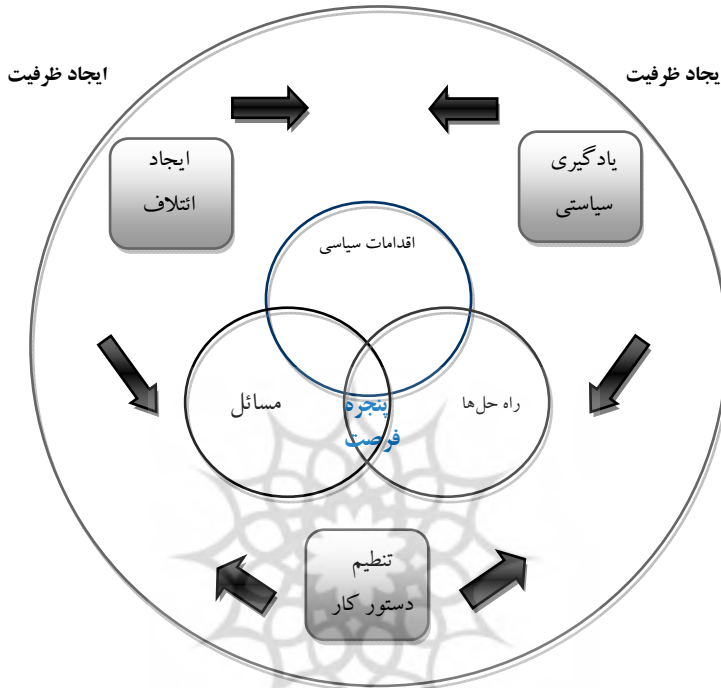 ایجاد ظرفیت
یجاد ظرفیت
یادگیری
سیاستی
ایجاد
ائتلاف
اقدامات سیاسی
راه حل‌ها
مسائل
پنجره
فرصت
تنظیم
دستور کار